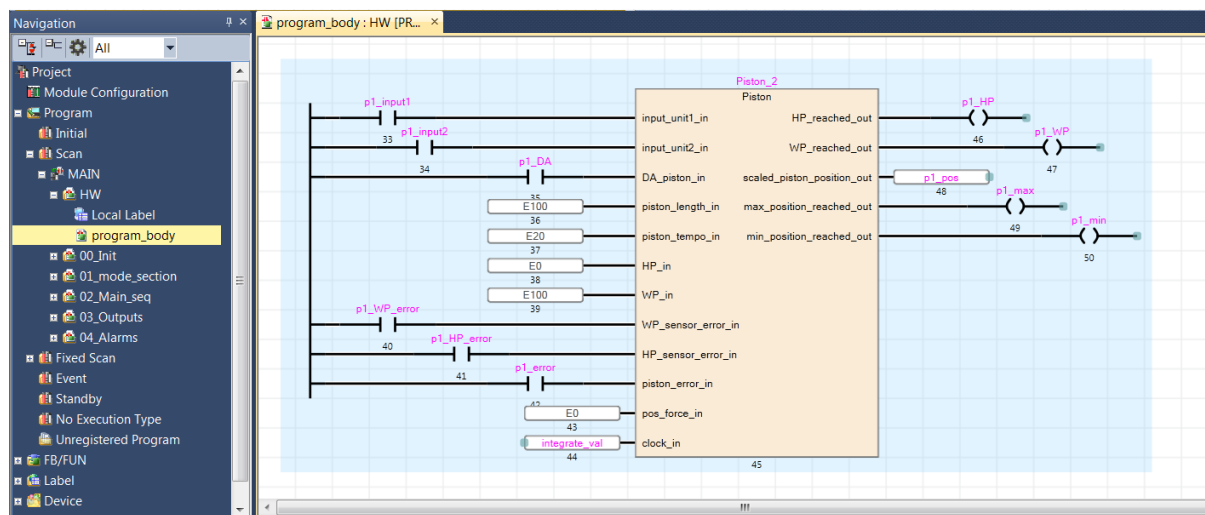 Navigation
program_body : HW [PR...
All
Project
Module Configuration
Program
Initial
Scan
MAIN
HW
Local Label
program_body
00_Init
01_mode_section
02_Main_seq
03_Outputs
04_Alarms
Fixed Scan
Event
Standby
No Execution Type
Unregistered Program
FB/FUN
Label
Device
Piston_2
Piston
p1_input1
input_unit1_in
HP_reached_out
p1_HP
33
46
p1_input2
input_unit2_in
WP_reached_out
p1_WP
34
47
p1_DA
DA_piston_in
scaled_piston_position_out
p1_pos
35
48
E100
piston_length_in
max_position_reached_out
p1_max
36
49
E20
piston_tempo_in
min_position_reached_out
p1_min
37
50
E0
HP_in
38
E100
WP_in
39
p1_WP_error
WP_sensor_error_in
40
p1_HP_error
HP_sensor_error_in
41
p1_error
piston_error_in
42
E0
pos_force_in
43
integrate_val
clock_in
44
45